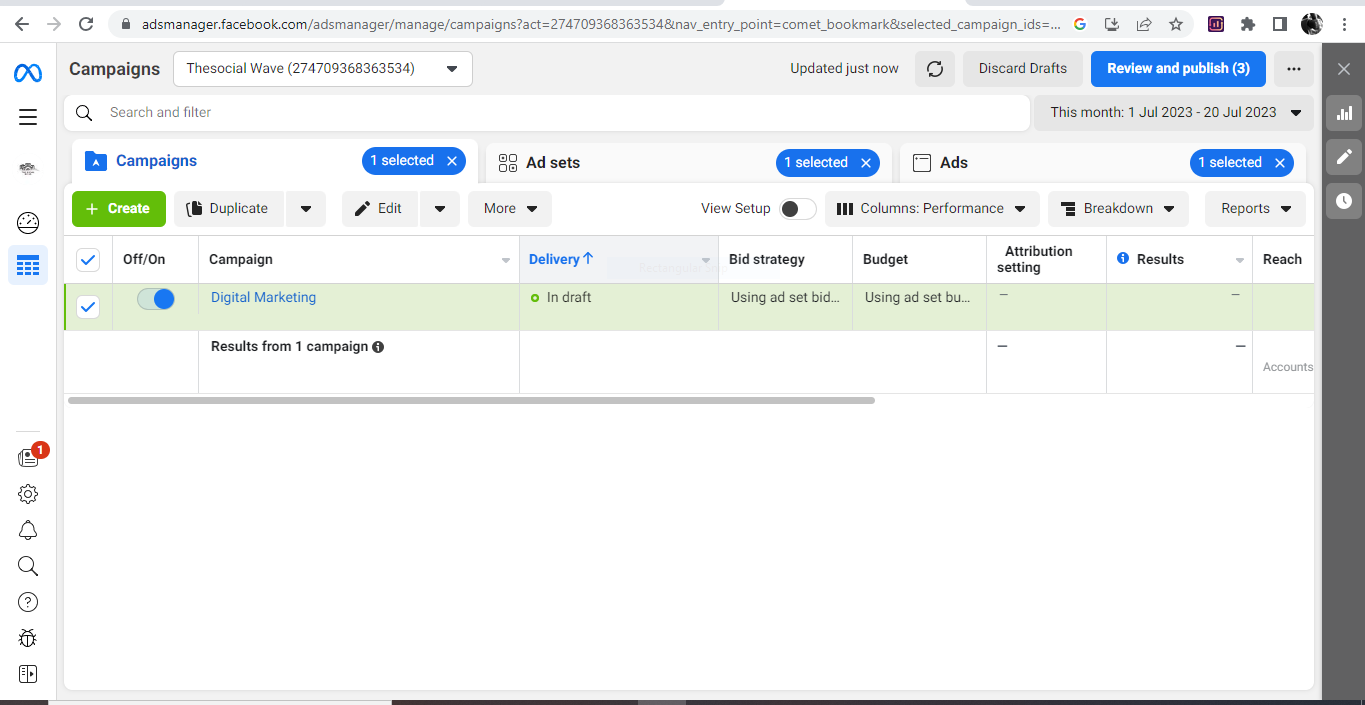 adsmanager.facebook.com/adsmanager/manage/campaigns?act=274709368363534&nav_entry_point=comet_bookmark&selected_campaign_ids=...
Campaigns
Thesocial Wave (274709368363534)
Updated just now
Discard Drafts
Review and publish (3)
Search and filter
This month: 1 Jul 2023 - 20 Jul 2023
Campaigns
1 selected
Ad sets
1 selected
Ads
1 selected
+ Create
Duplicate
Edit
More
View Setup
Columns: Performance
Breakdown
Reports
Off/On
Campaign
Delivery ↑
Rectangular Snip
Bid strategy
Budget
Attribution
setting
Results
Reach
Digital Marketing
In draft
Using ad set bid...
Using ad set bu...
—
—
Results from 1 campaign
—
—
Accounts
1